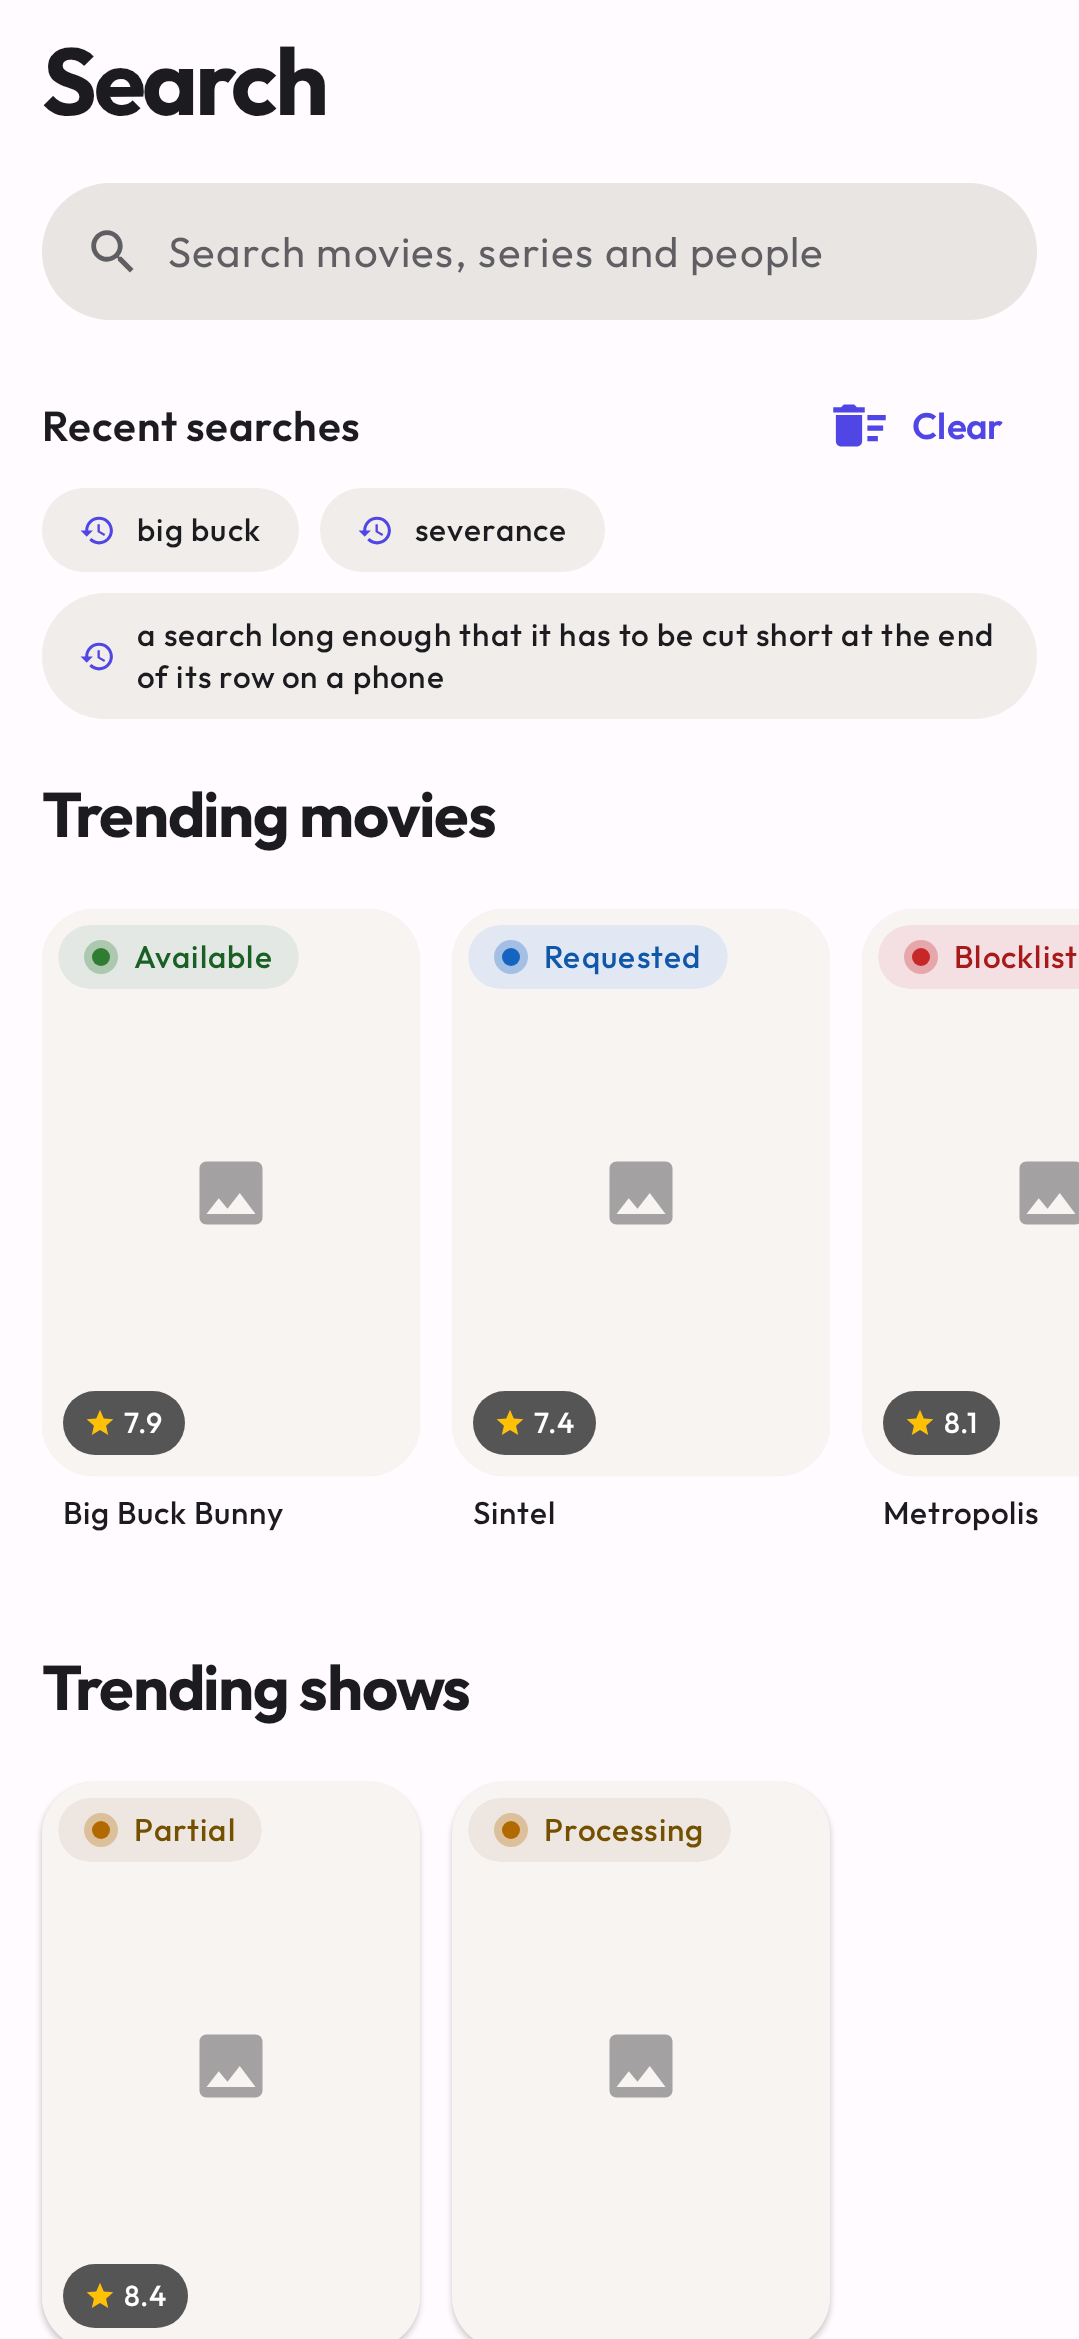 Search
Search movies, series and people
Recent searches
Clear
big buck
severance
a search long enough that it has to be cut short at the end
of its row on a phone
Trending movies
Available
Requested
Blocklist
7.9
7.4
8.1
Big Buck Bunny
Sintel
Metropolis
Trending shows
Partial
Processing
8.4